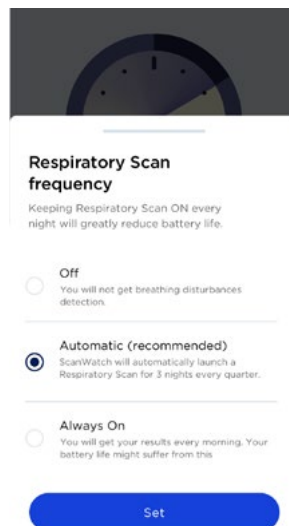 Respiratory Scan
frequency
Keeping Respiratory Scan ON every
night will greatly reduce battery life.
Off
You will not get breathing disturbances
detection.
Automatic (recommended)
ScanWatch will automatically launch a
Respiratory Scan for 3 nights every quarter.
Always On
You will get your results every morning. Your
battery life might suffer from this
Set